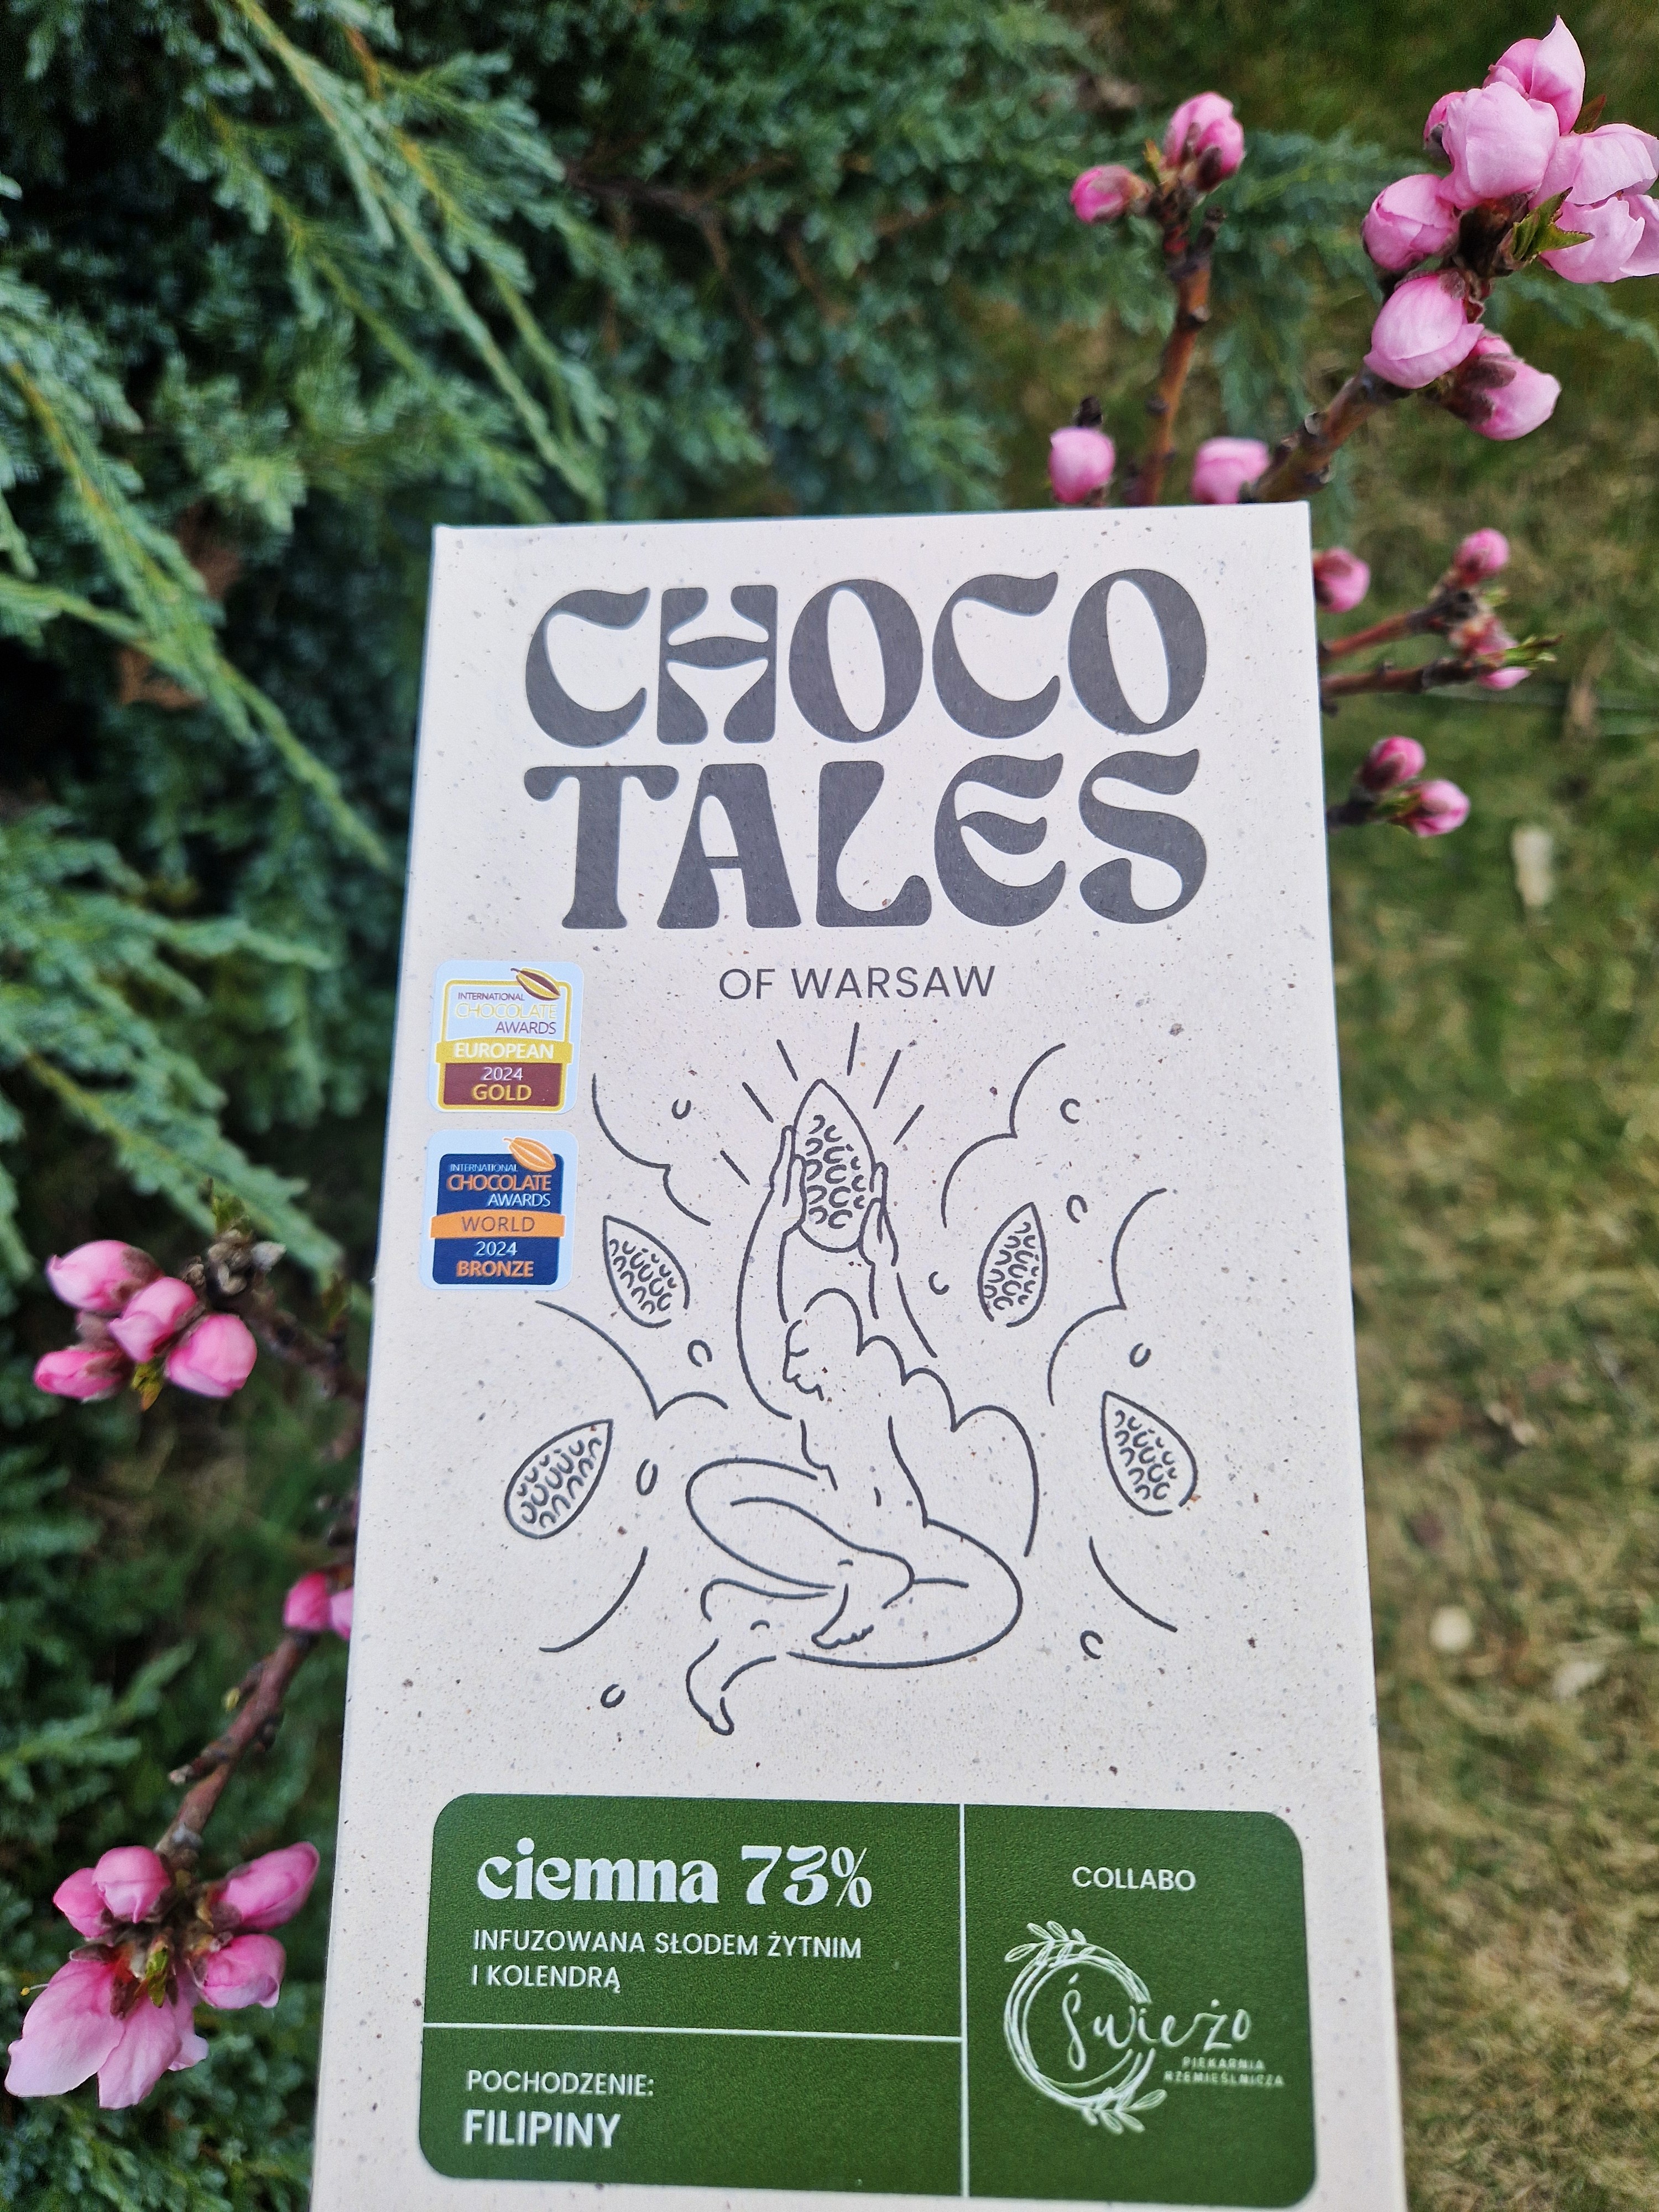 CHOCO
TALES
OF WARSAW
INTERNATIONAL
CHOCOLATE
AWARDS
EUROPEAN
2024
GOLD
INTERNATIONAL
CHOCOLATE
AWARDS
WORLD
2024
BRONZE
ciemna 73%
INFUZOWANA SŁODEM ŻYTNIM
I KOLENDRĄ
POCHODZENIE:
FILIPINY
COLLABO
Świeżo
PIEKARNIA
RZEMIEŚLNICZA